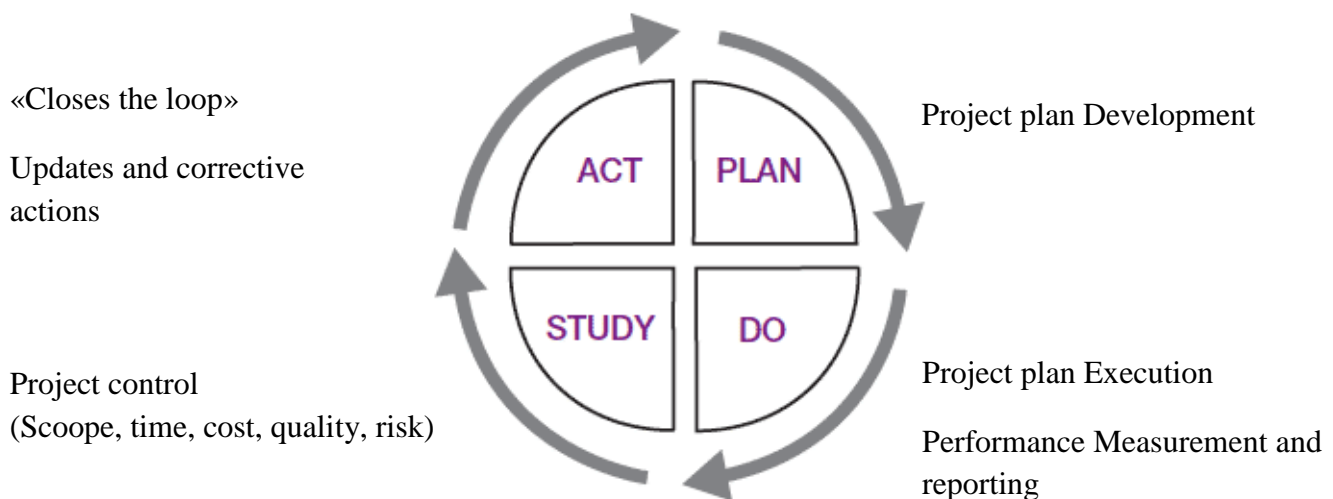 «Closes the loop»
Updates and corrective
actions
ACT
PLAN
Project plan Development
STUDY
DO
Project control
(Scoope, time, cost, quality, risk)
Project plan Execution
Performance Measurement and
reporting